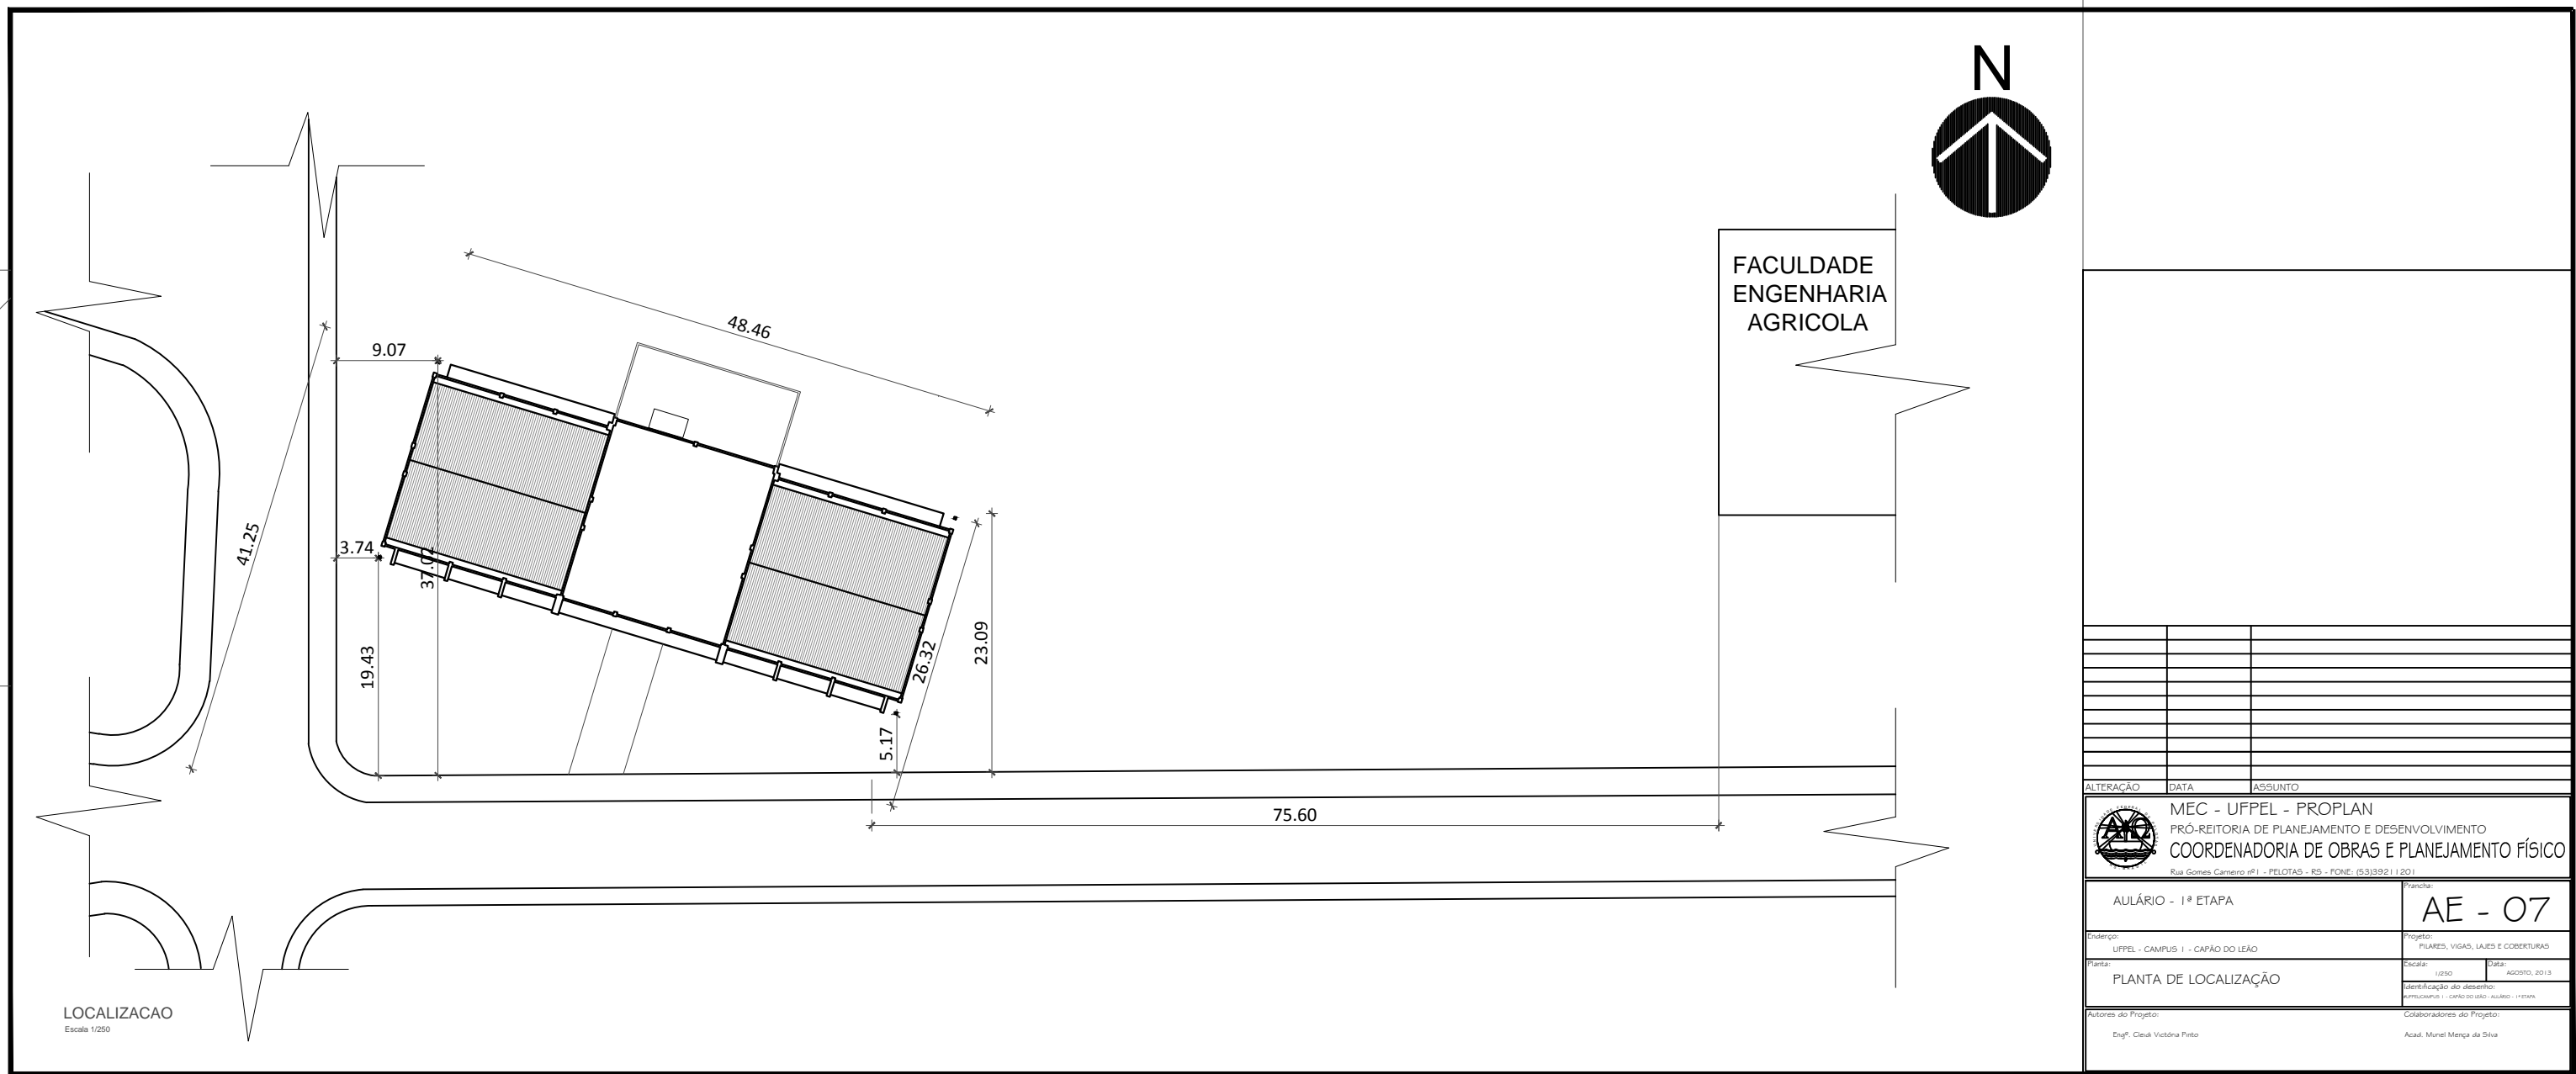 N
FACULDADE
ENGENHARIA
AGRICOLA
48.46
9.07
41.25
3.74
37.02
19.43
26.32
23.09
5.17
75.60
LOCALIZACAO
Escala 1/250
ALTERAÇÃO DATA ASSUNTO
MEC - UFPEL - PROPLAN
PRÓ-REITORIA DE PLANEJAMENTO E DESENVOLVIMENTO
COORDENADORIA DE OBRAS E PLANEJAMENTO FÍSICO
Rua Gomes Carneiro nº1 - PELOTAS - RS - FONE: (53)39211201
AULÁRIO - 1ª ETAPA
Prancha:
AE - 07
Enderço:
UFPEL - CAMPUS 1 - CAPÃO DO LEÃO
Projeto:
PILARES, VIGAS, LAJES E COBERTURAS
Planta:
PLANTA DE LOCALIZAÇÃO
Escala:
1/250
Data:
AGOSTO, 2013
Identificação do desenho:
Autores do Projeto:
Engº. Cleidi Victória Pinto
Colaboradores do Projeto:
Acad. Muriel Mença da Silva